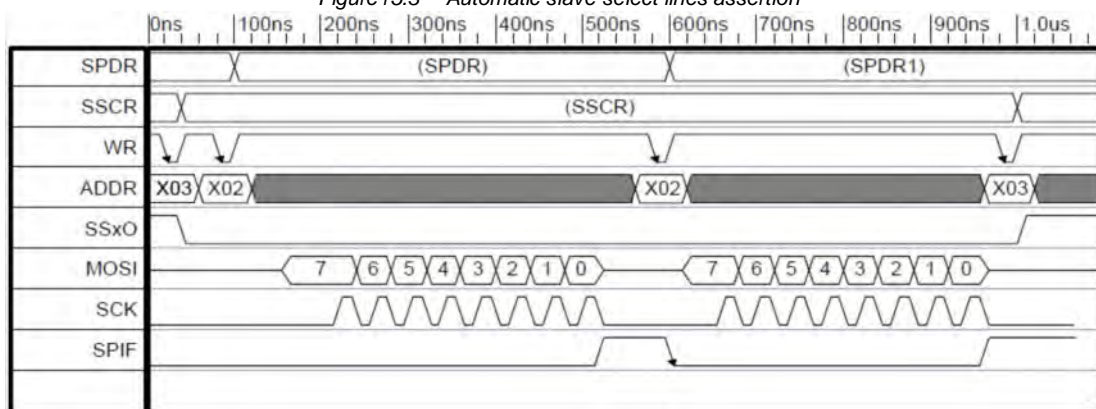 Figure15.3 Automatic slave select lines assertion
0ns 100ns 200ns 300ns 400ns 500ns 600ns 700ns 800ns 900ns 1.0us
SPDR (SPDR) (SPDR1)
SSCR (SSCR)
WR
ADDR X03 X02 X02 X03
SSxO
MOSI 7 6 5 4 3 2 1 0 7 6 5 4 3 2 1 0
SCK
SPIF